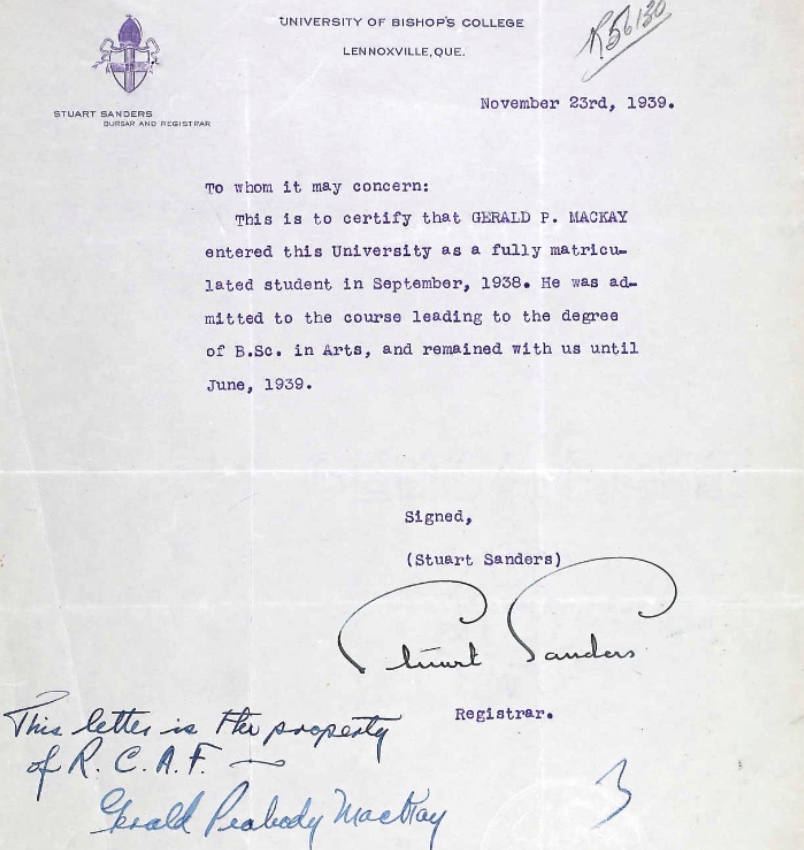 UNIVERSITY OF BISHOP'S COLLEGE
LENNOXVILLE, QUE.
R56130
STUART SANDERS
BURSAR AND REGISTRAR
November 23rd, 1939.
To whom it may concern:
This is to certify that GERALD P. MACKAY
entered this University as a fully matricu-
lated student in September, 1938. He was ad-
mitted to the course leading to the degree
of B.Sc. in Arts, and remained with us until
June, 1939.
Signed,
(Stuart Sanders)
Stuart Sanders
Registrar.
This letter is the property
of R. C. A. F. —
Gerald Peabody MacKay
3